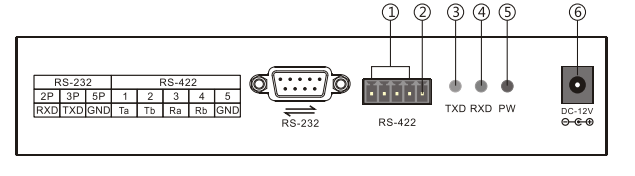 ① ② ③ ④ ⑤ ⑥
RS-232 RS-422
2P 3P 5P 1 2 3 4 5
RXD TXD GND Ta Tb Ra Rb GND
RS-232
RS-422
TXD RXD PW
DC-12V